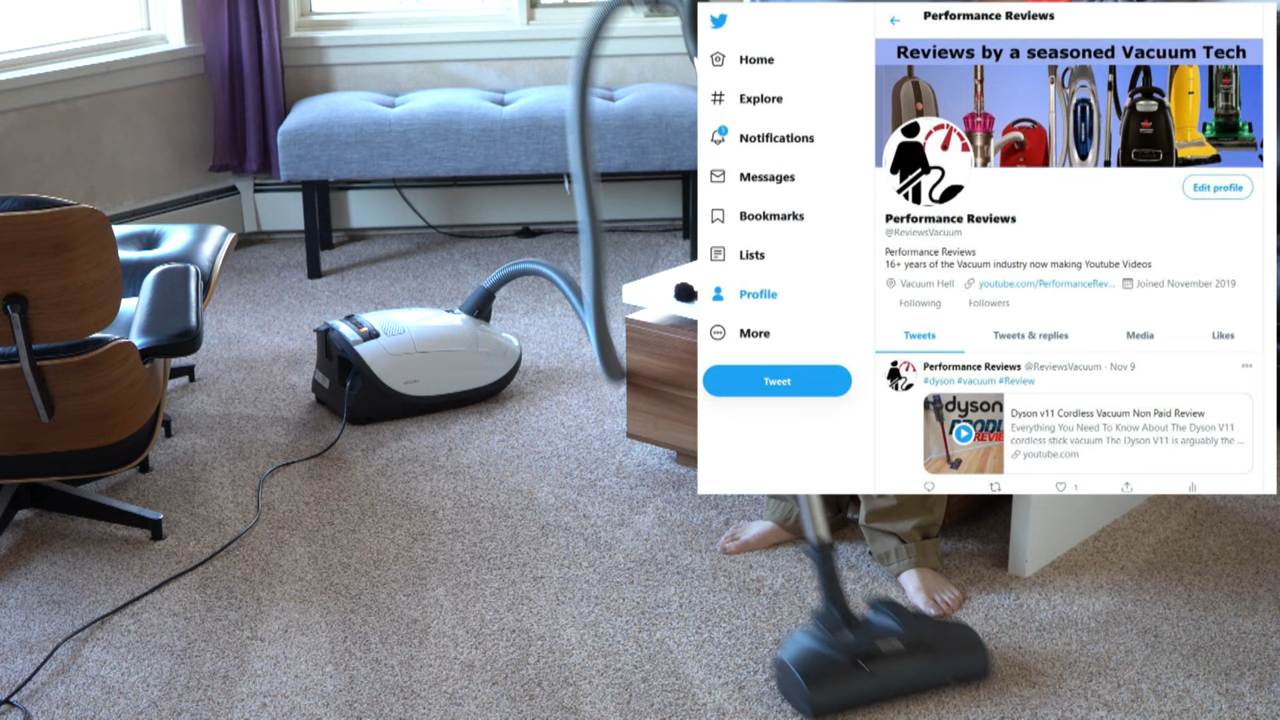 Performance Reviews
Reviews by a seasoned Vacuum Tech
Home
Explore
1
Notifications
Messages
Bookmarks
Lists
Profile
More
Tweet
Edit profile
Performance Reviews
@ReviewsVacuum
Performance Reviews
16+ years of the Vacuum industry now making Youtube Videos
Vacuum Hell youtube.com/PerformanceRev... Joined November 2019
Following Followers
Tweets Tweets & replies Media Likes
Performance Reviews @ReviewsVacuum · Nov 9
#dyson #vacuum #Review
dyson
Dyson v11 Cordless Vacuum Non Paid Review
Everything You Need To Know About The Dyson V11
cordless stick vacuum The Dyson V11 is arguably the ...
youtube.com
1